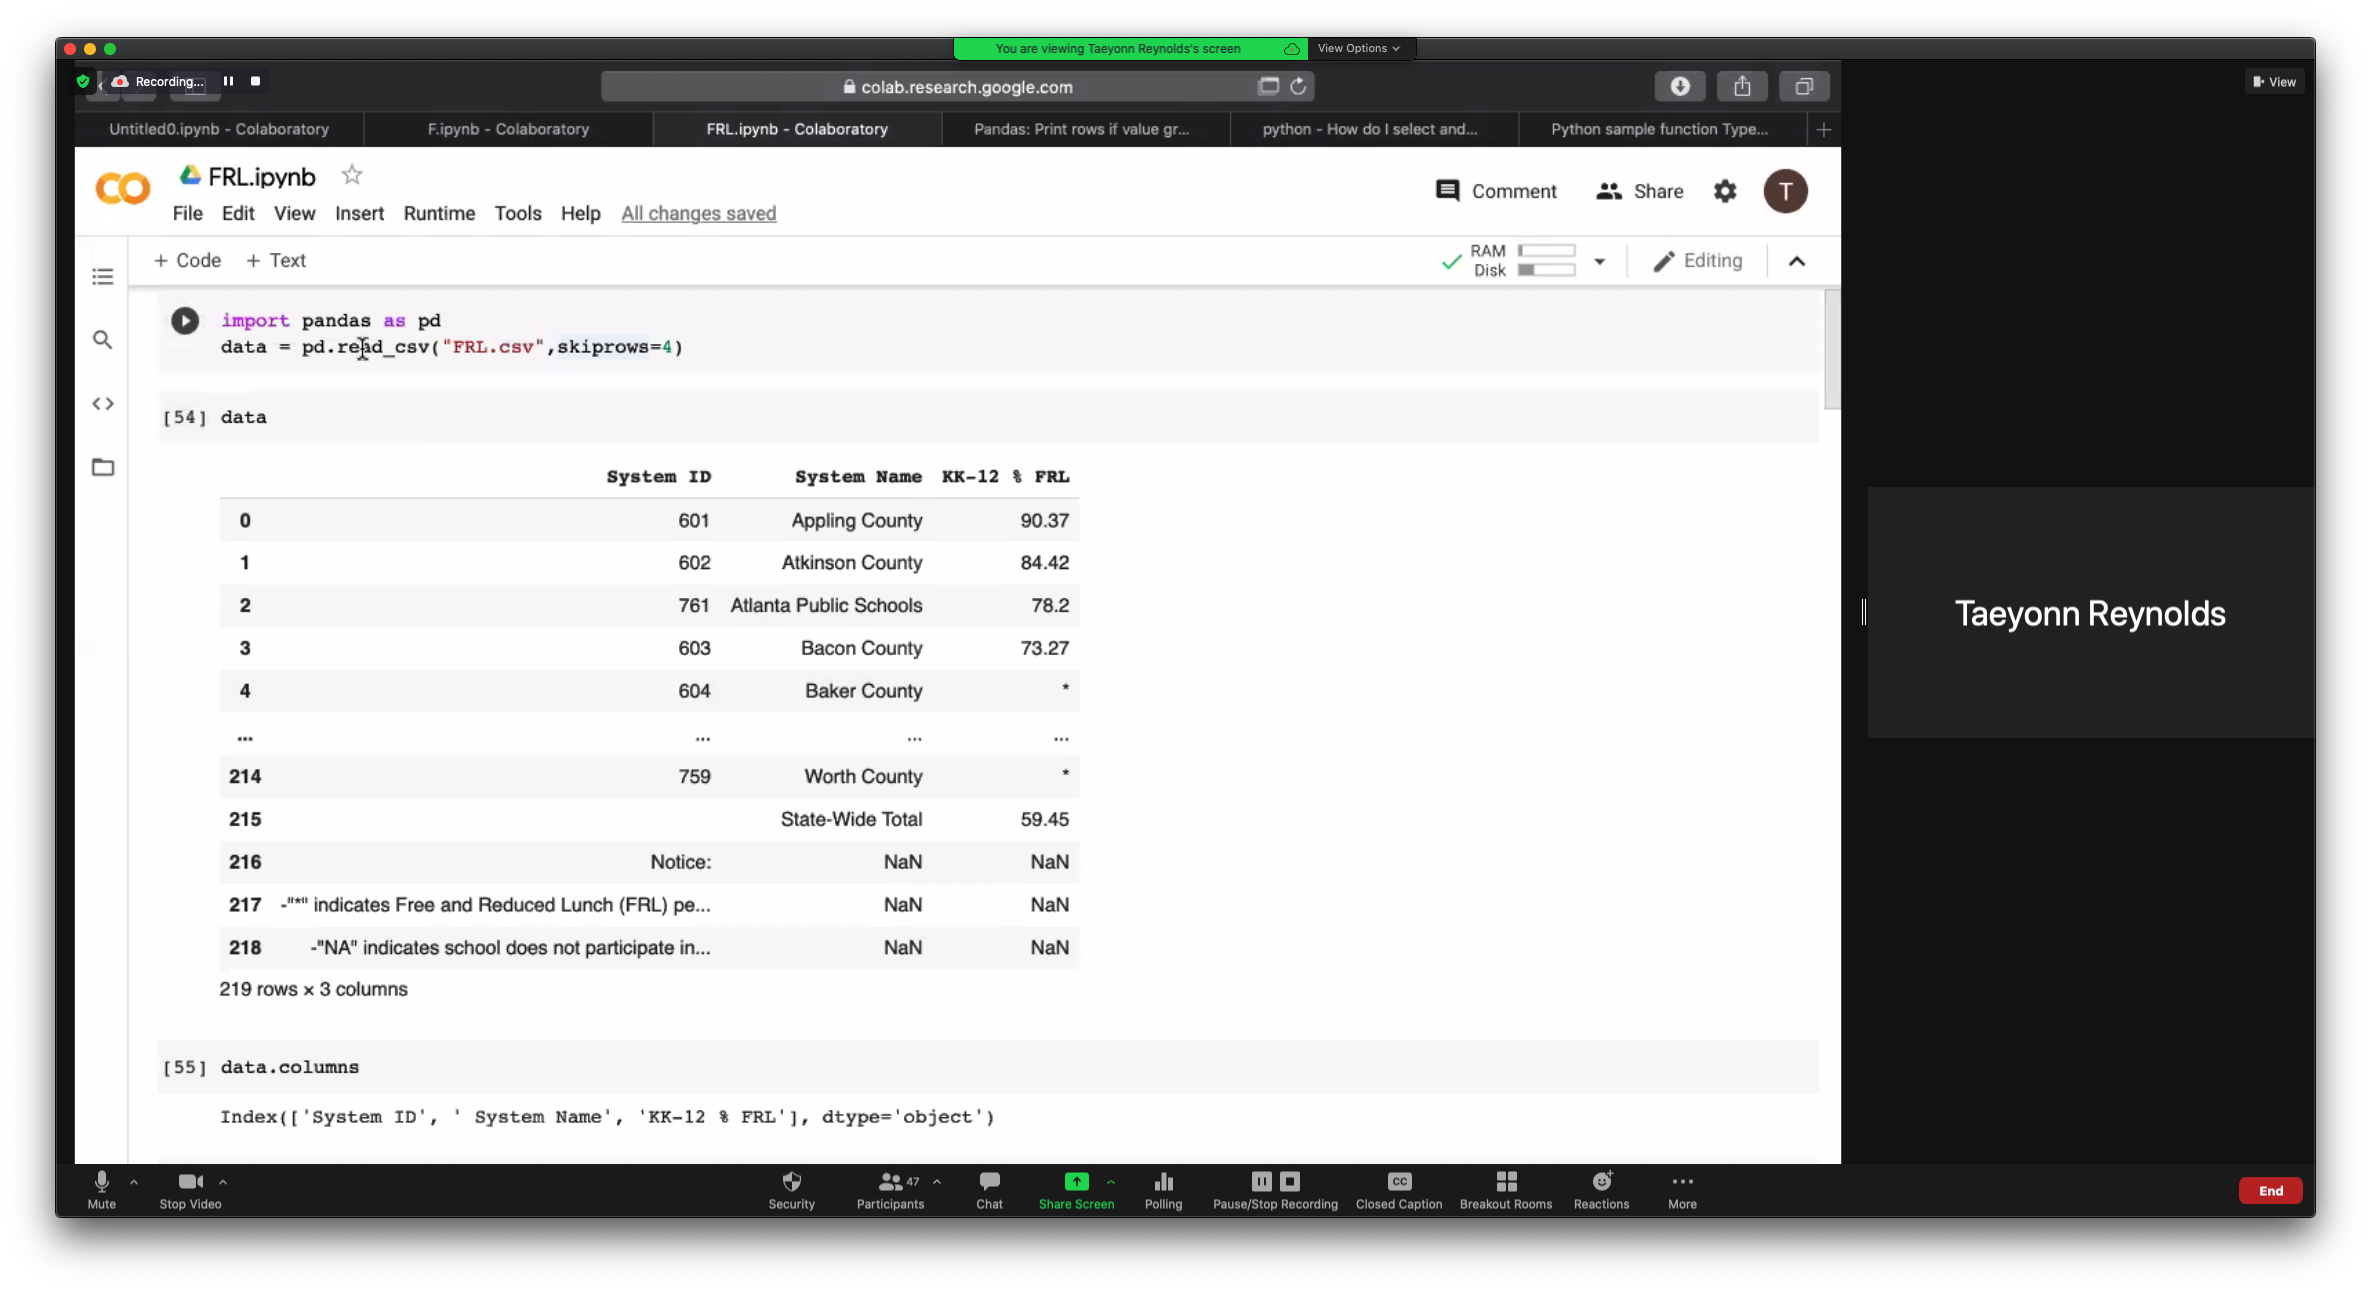 You are viewing Taeyonn Reynolds's screen
View Options
Recording...
colab.research.google.com
View
Untitled0.ipynb - Colaboratory
F.ipynb - Colaboratory
FRL.ipynb - Colaboratory
Pandas: Print rows if value gr...
python - How do I select and...
Python sample function Type...
CO
FRL.ipynb
File Edit View Insert Runtime Tools Help All changes saved
Comment Share T
+ Code + Text
RAM
Disk
Editing
import pandas as pd
data = pd.read_csv("FRL.csv",skiprows=4)
[54] data
System ID System Name KK-12 % FRL
0 601 Appling County 90.37
1 602 Atkinson County 84.42
2 761 Atlanta Public Schools 78.2
3 603 Bacon County 73.27
4 604 Baker County *
... ... ... ...
214 759 Worth County *
215 State-Wide Total 59.45
216 Notice: NaN NaN
217 -"*" indicates Free and Reduced Lunch (FRL) pe... NaN NaN
218 -"NA" indicates school does not participate in... NaN NaN
219 rows × 3 columns
[55] data.columns
Index(['System ID', ' System Name', 'KK-12 % FRL'], dtype='object')
Taeyonn Reynolds
Mute
Stop Video
Security
47
Participants
Chat
Share Screen
Polling
Pause/Stop Recording
CC
Closed Caption
Breakout Rooms
Reactions
More
End